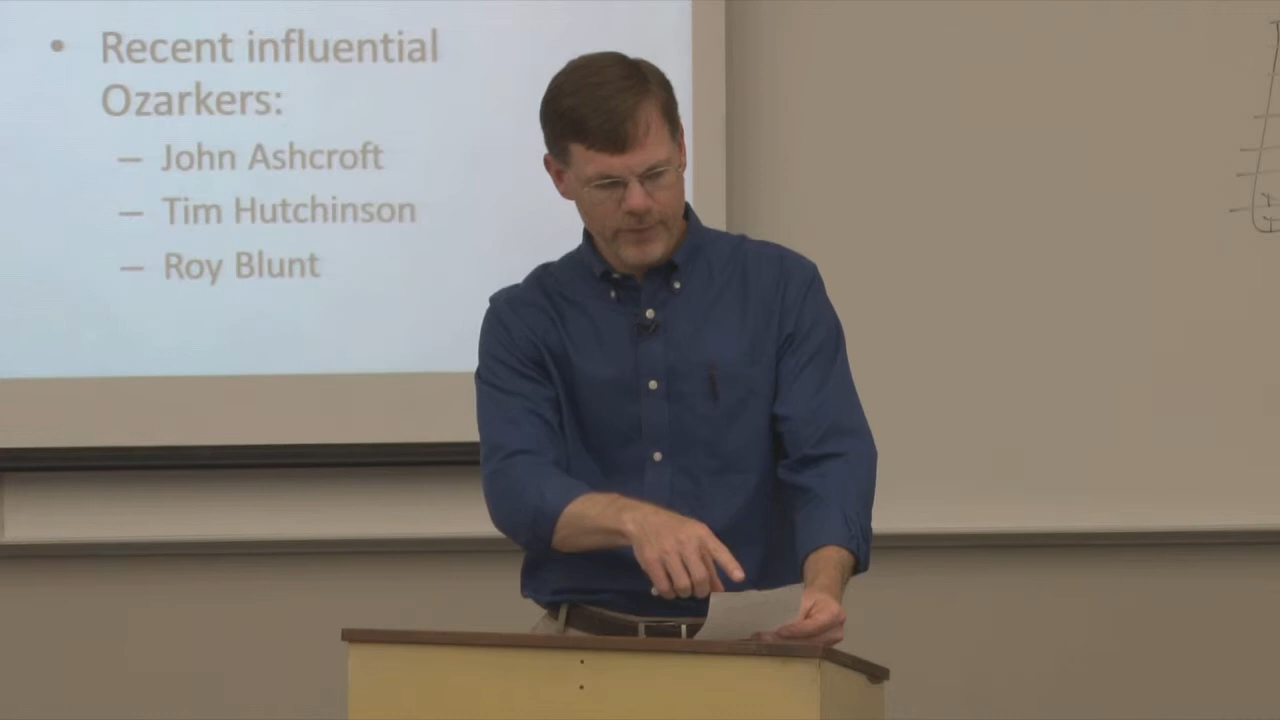 • Recent influential
Ozarkers:
– John Ashcroft
– Tim Hutchinson
– Roy Blunt